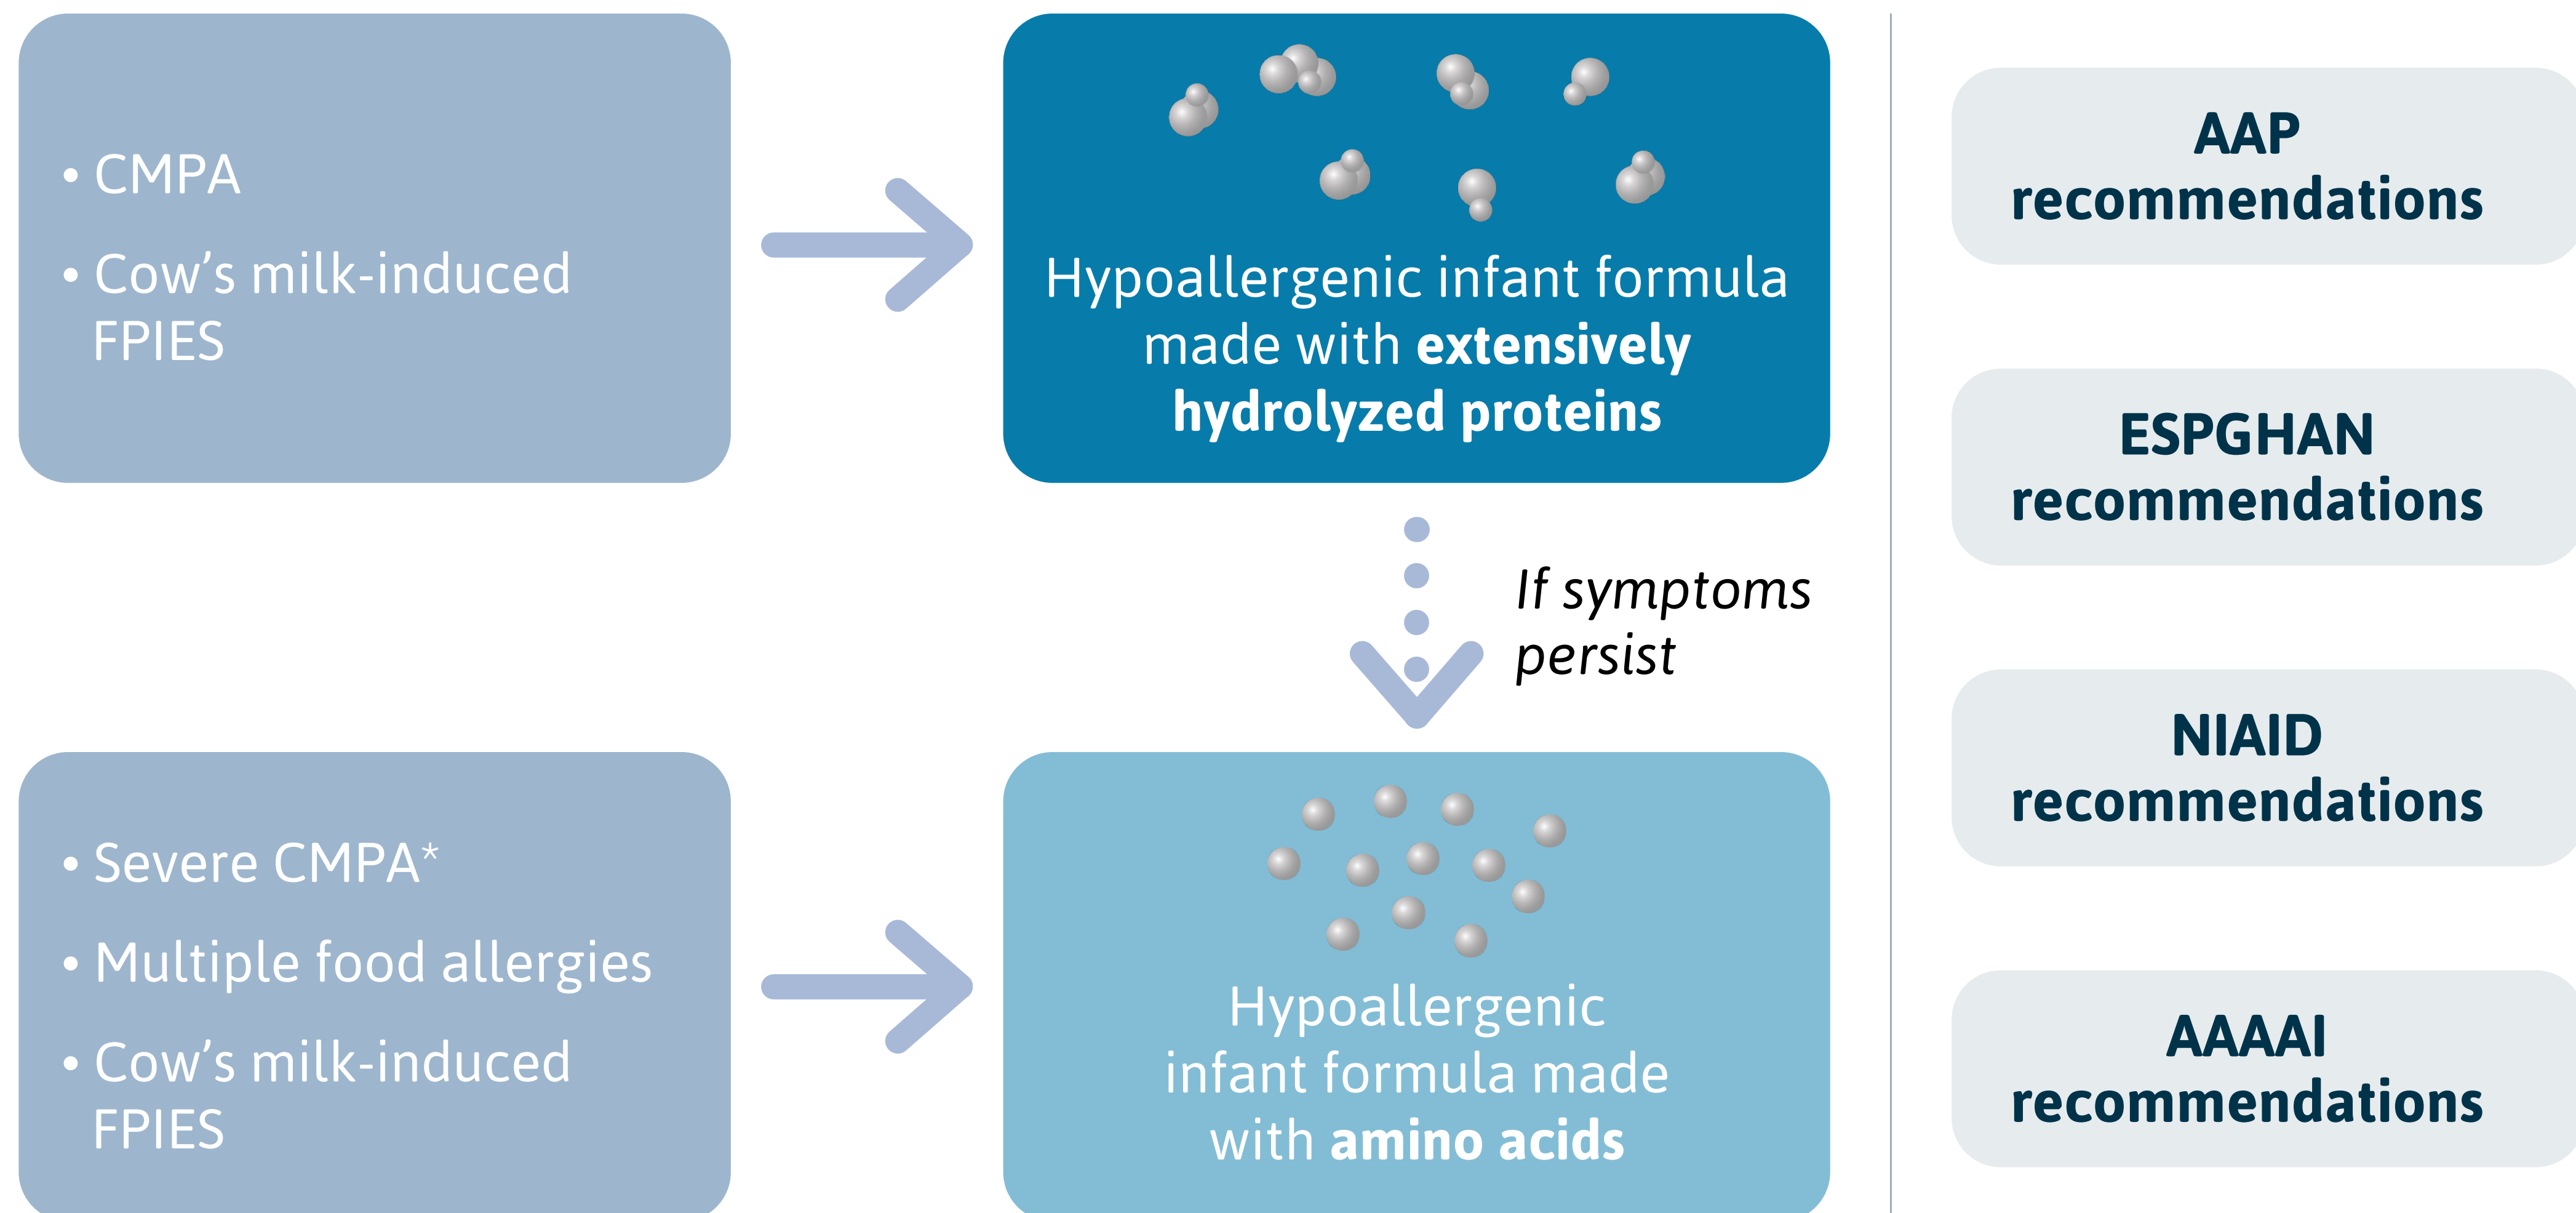 • CMPA
• Cow’s milk-induced
FPIES
Hypoallergenic infant formula
made with extensively
hydrolyzed proteins
If symptoms
persist
• Severe CMPA*
• Multiple food allergies
• Cow’s milk-induced
FPIES
Hypoallergenic
infant formula made
with amino acids
AAP
recommendations
ESPGHAN
recommendations
NIAID
recommendations
AAAAI
recommendations